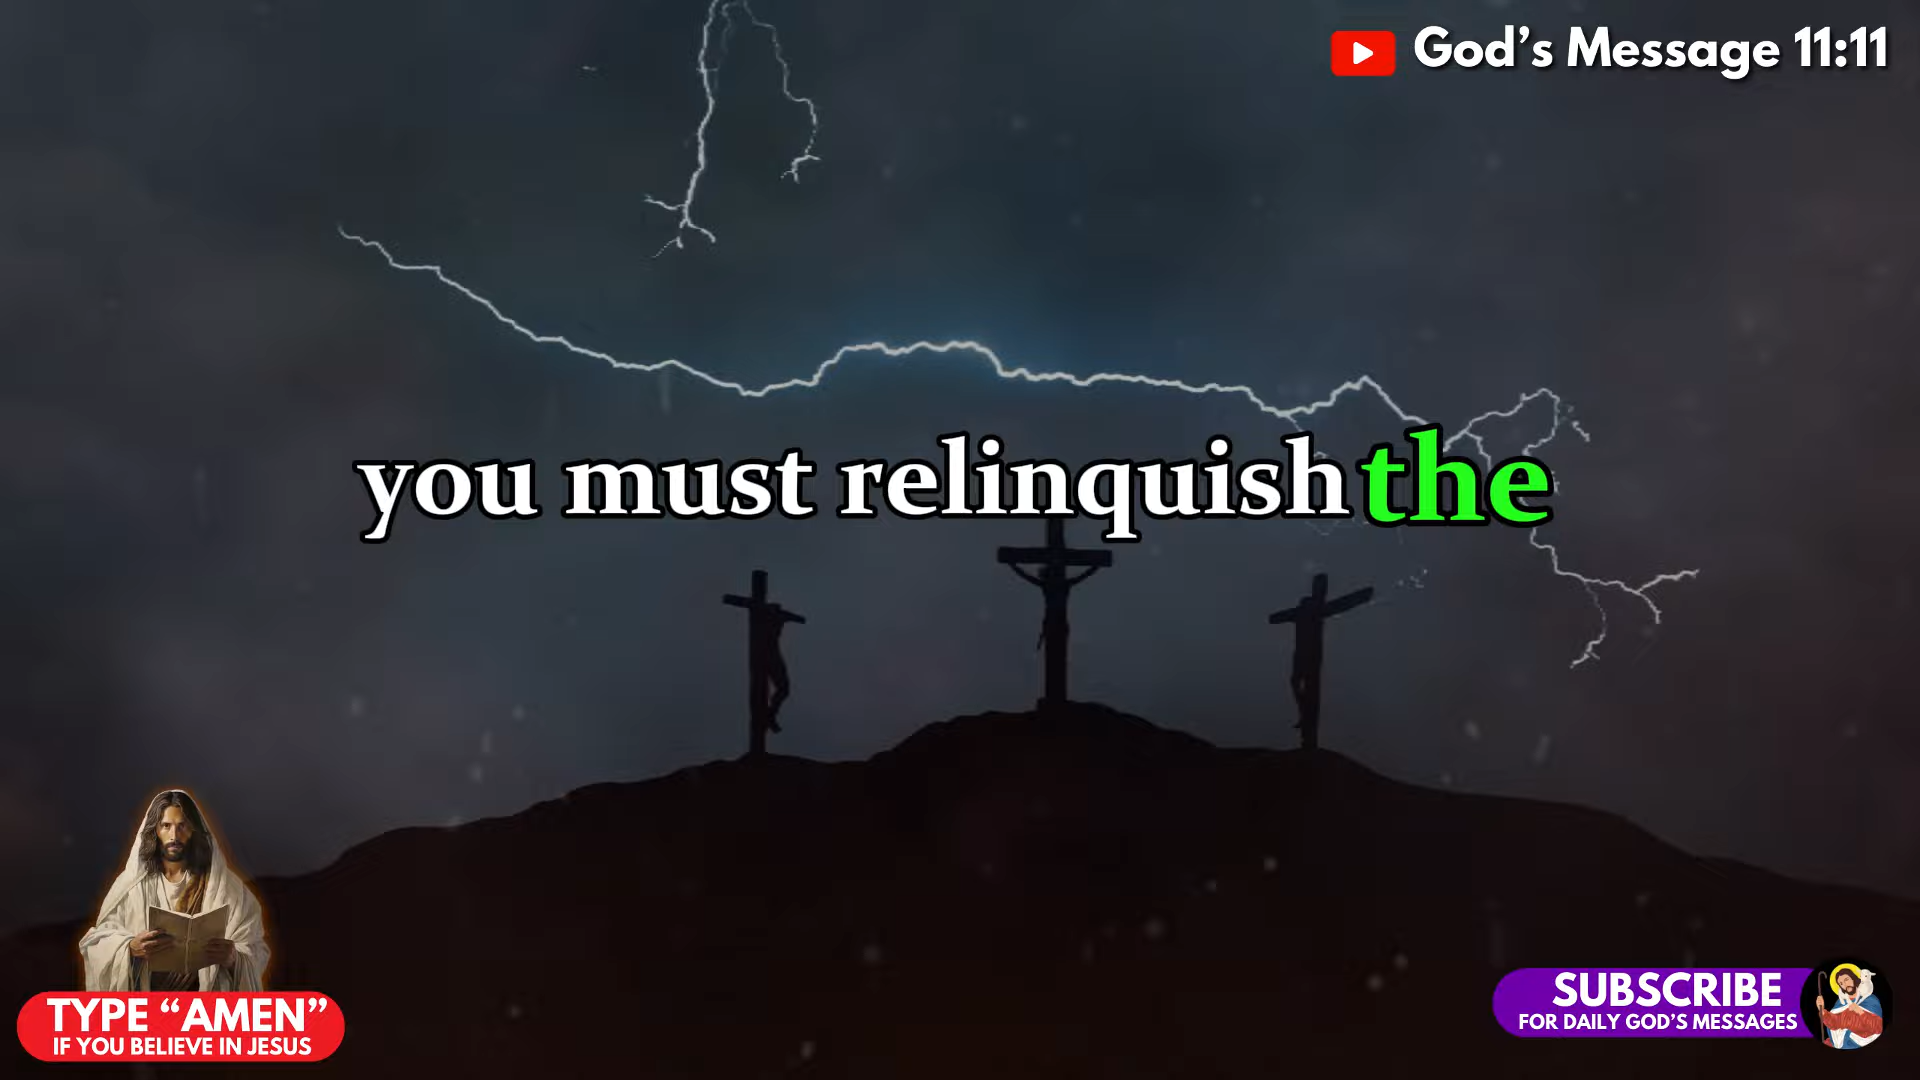 God’s Message 11:11
you must relinquish the
TYPE “AMEN”
IF YOU BELIEVE IN JESUS
SUBSCRIBE
FOR DAILY GOD’S MESSAGES